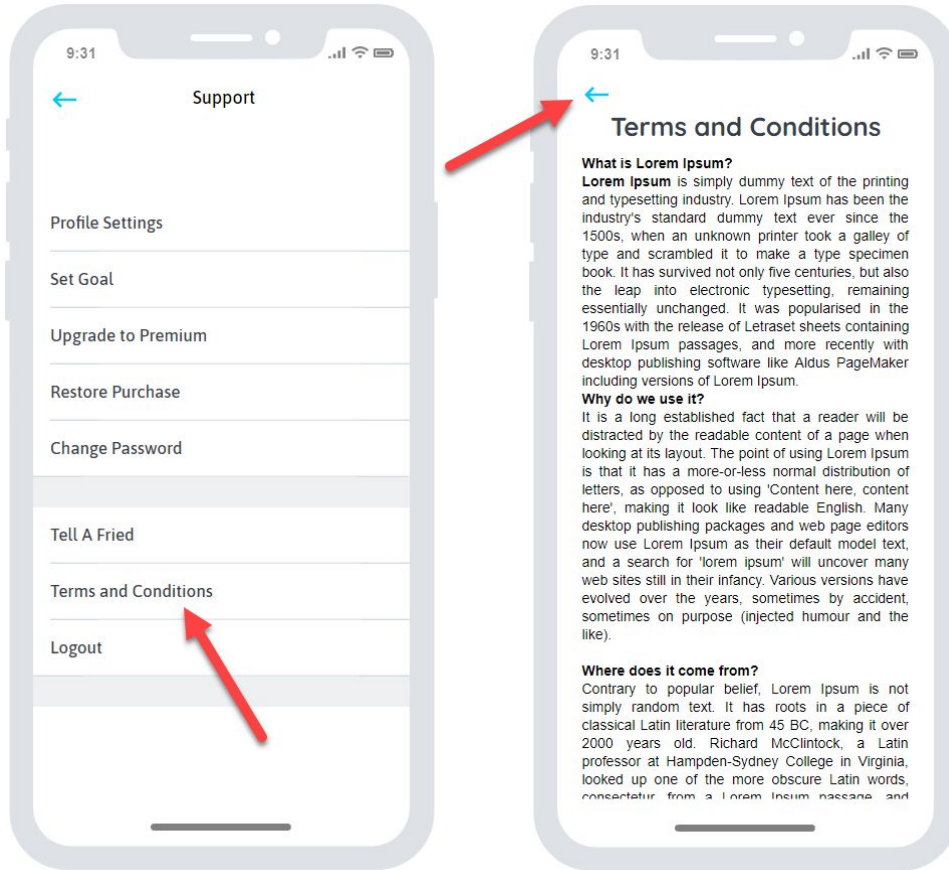 9:31
Support
Profile Settings
Set Goal
Upgrade to Premium
Restore Purchase
Change Password
Tell A Fried
Terms and Conditions
Logout
9:31
Terms and Conditions
What is Lorem Ipsum?
Lorem Ipsum is simply dummy text of the printing
and typesetting industry. Lorem Ipsum has been the
industry's standard dummy text ever since the
1500s, when an unknown printer took a galley of
type and scrambled it to make a type specimen
book. It has survived not only five centuries, but also
the leap into electronic typesetting, remaining
essentially unchanged. It was popularised in the
1960s with the release of Letraset sheets containing
Lorem Ipsum passages, and more recently with
desktop publishing software like Aldus PageMaker
including versions of Lorem Ipsum.
Why do we use it?
It is a long established fact that a reader will be
distracted by the readable content of a page when
looking at its layout. The point of using Lorem Ipsum
is that it has a more-or-less normal distribution of
letters, as opposed to using 'Content here, content
here', making it look like readable English. Many
desktop publishing packages and web page editors
now use Lorem Ipsum as their default model text,
and a search for 'lorem ipsum' will uncover many
web sites still in their infancy. Various versions have
evolved over the years, sometimes by accident,
sometimes on purpose (injected humour and the
like).
Where does it come from?
Contrary to popular belief, Lorem Ipsum is not
simply random text. It has roots in a piece of
classical Latin literature from 45 BC, making it over
2000 years old. Richard McClintock, a Latin
professor at Hampden-Sydney College in Virginia,
looked up one of the more obscure Latin words,
consectetur, from a Lorem Ipsum passage, and